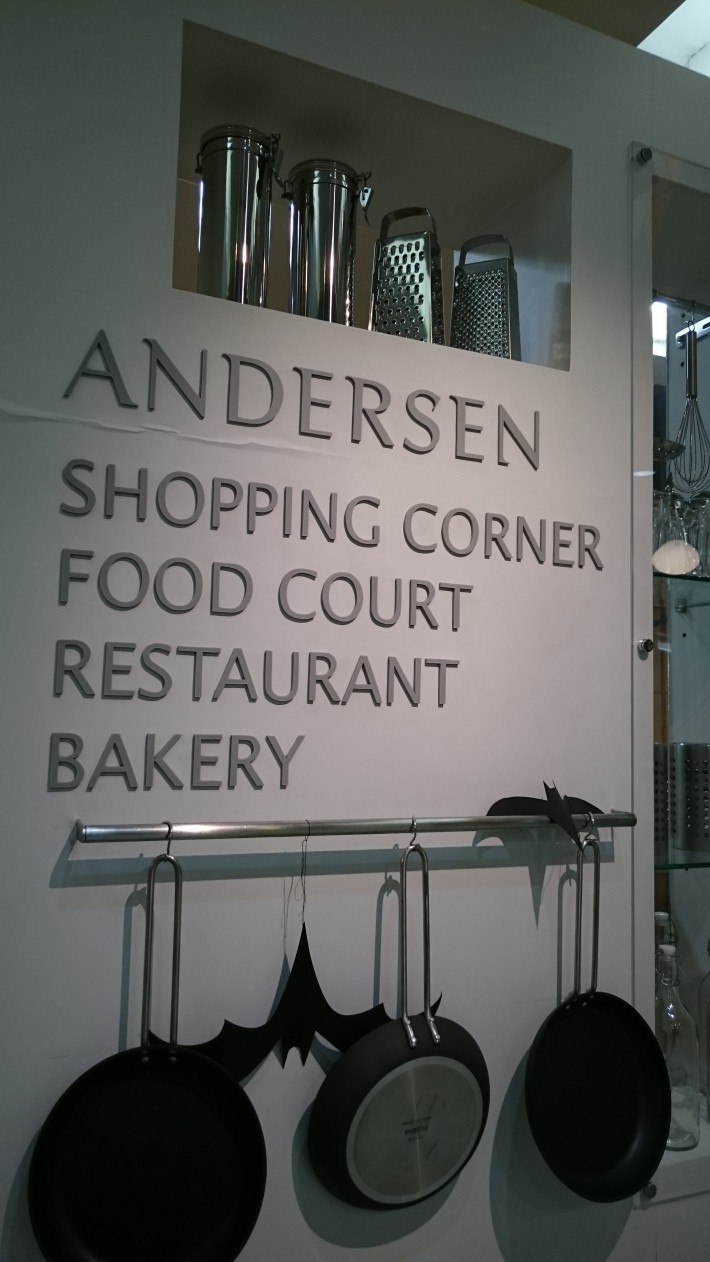 ANDERSEN
SHOPPING CORNER
FOOD COURT
RESTAURANT
BAKERY